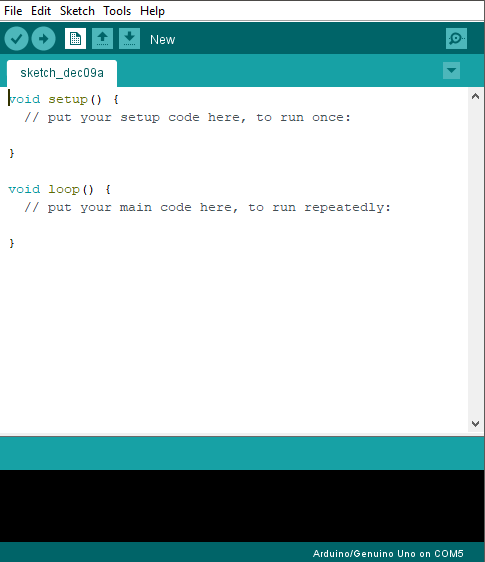 File Edit Sketch Tools Help
New
sketch_dec09a
void setup() {
  // put your setup code here, to run once:
}
void loop() {
  // put your main code here, to run repeatedly:
}
Arduino/Genuino Uno on COM5